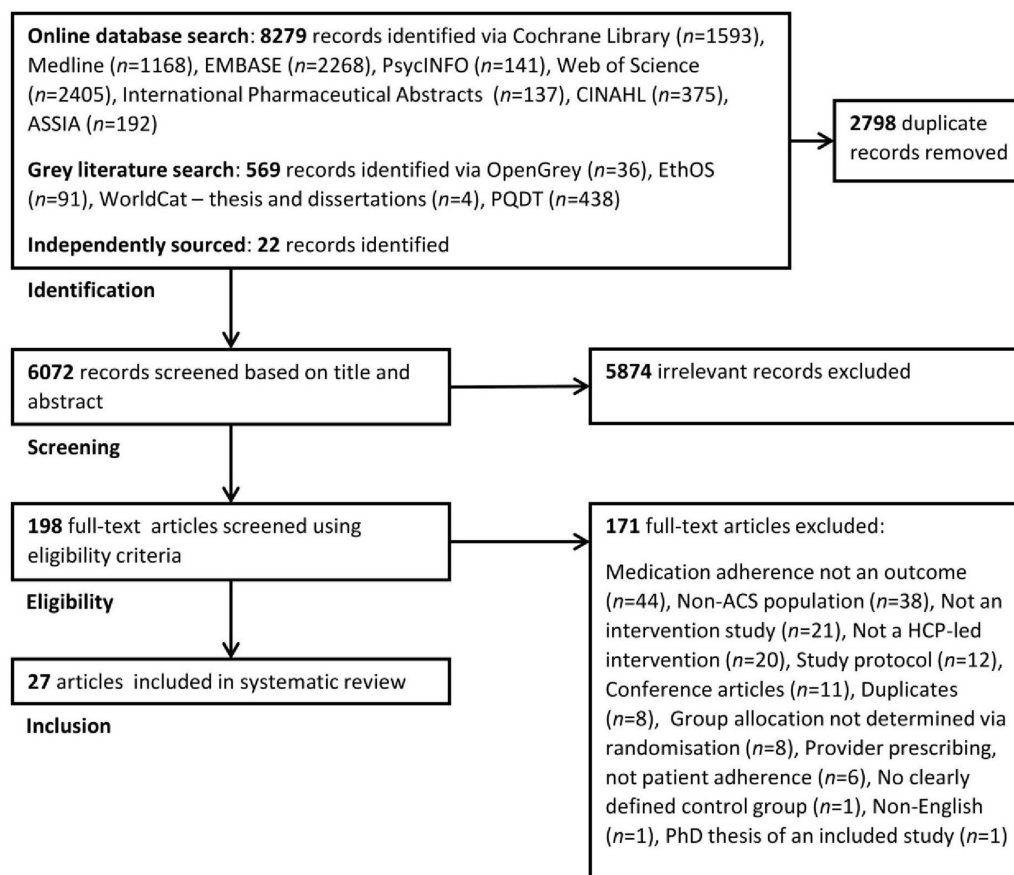 Online database search: 8279 records identified via Cochrane Library (n=1593),
Medline (n=1168), EMBASE (n=2268), PsycINFO (n=141), Web of Science
(n=2405), International Pharmaceutical Abstracts (n=137), CINAHL (n=375),
ASSIA (n=192)
Grey literature search: 569 records identified via OpenGrey (n=36), EthOS
(n=91), WorldCat – thesis and dissertations (n=4), PQDT (n=438)
Independently sourced: 22 records identified
2798 duplicate
records removed
Identification
6072 records screened based on title and
abstract
5874 irrelevant records excluded
Screening
198 full-text articles screened using
eligibility criteria
171 full-text articles excluded:
Medication adherence not an outcome
(n=44), Non-ACS population (n=38), Not an
intervention study (n=21), Not a HCP-led
intervention (n=20), Study protocol (n=12),
Conference articles (n=11), Duplicates
(n=8), Group allocation not determined via
randomisation (n=8), Provider prescribing,
not patient adherence (n=6), No clearly
defined control group (n=1), Non-English
(n=1), PhD thesis of an included study (n=1)
Eligibility
27 articles included in systematic review
Inclusion